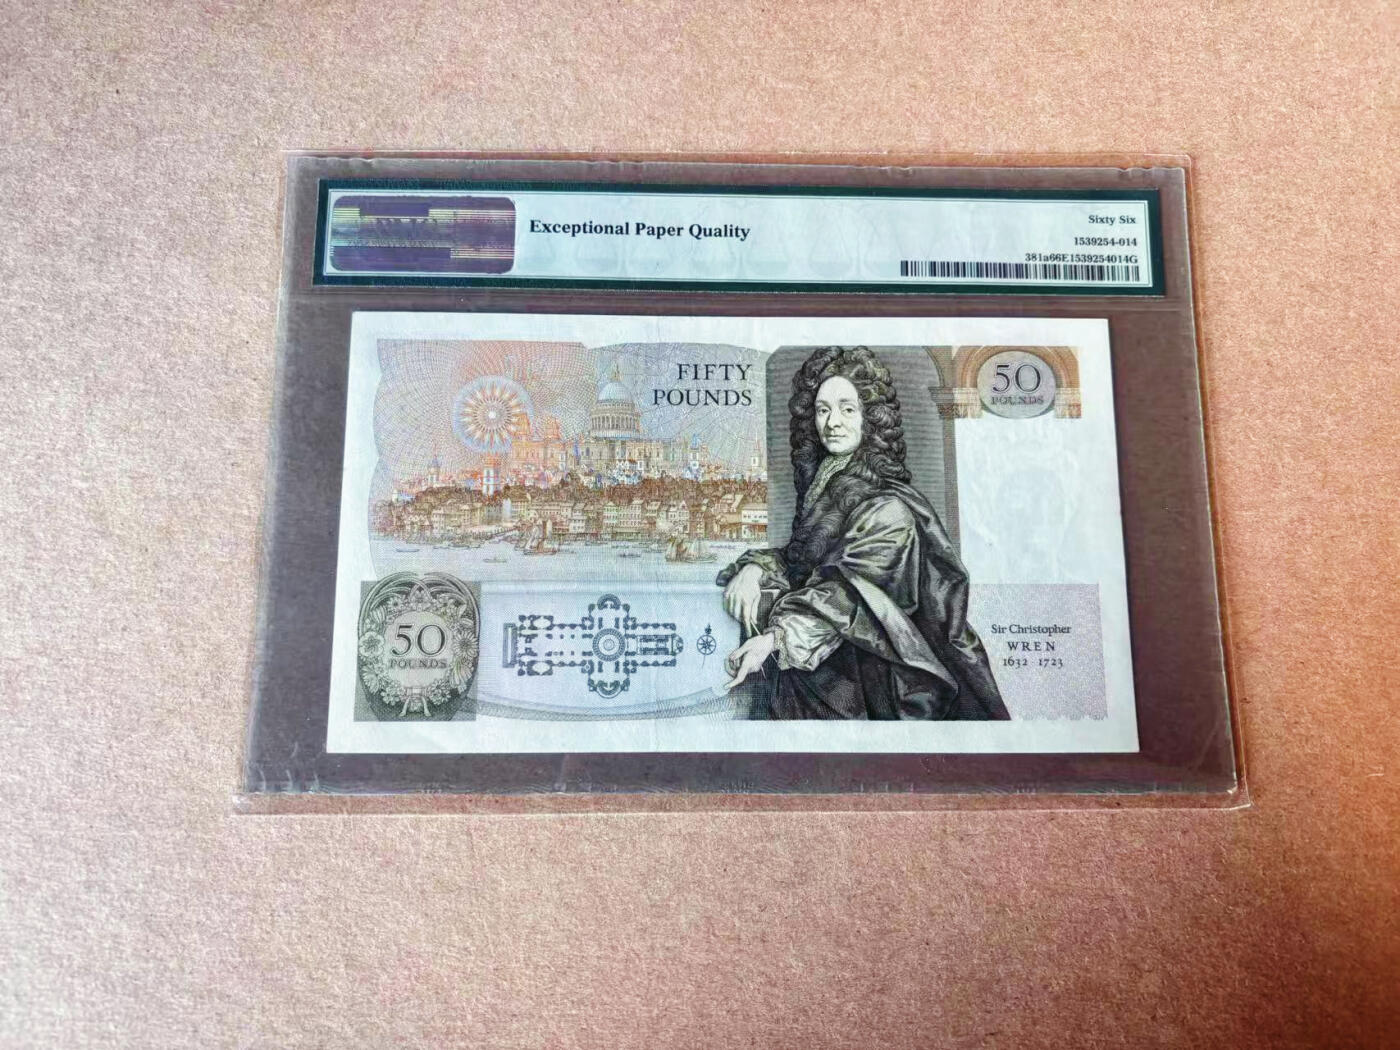 Exceptional Paper Quality
Sixty Six
1539254-014
381a66E1539254014G
FIFTY
POUNDS
50
POUNDS
50
POUNDS
Sir Christopher
WREN
1632 1723